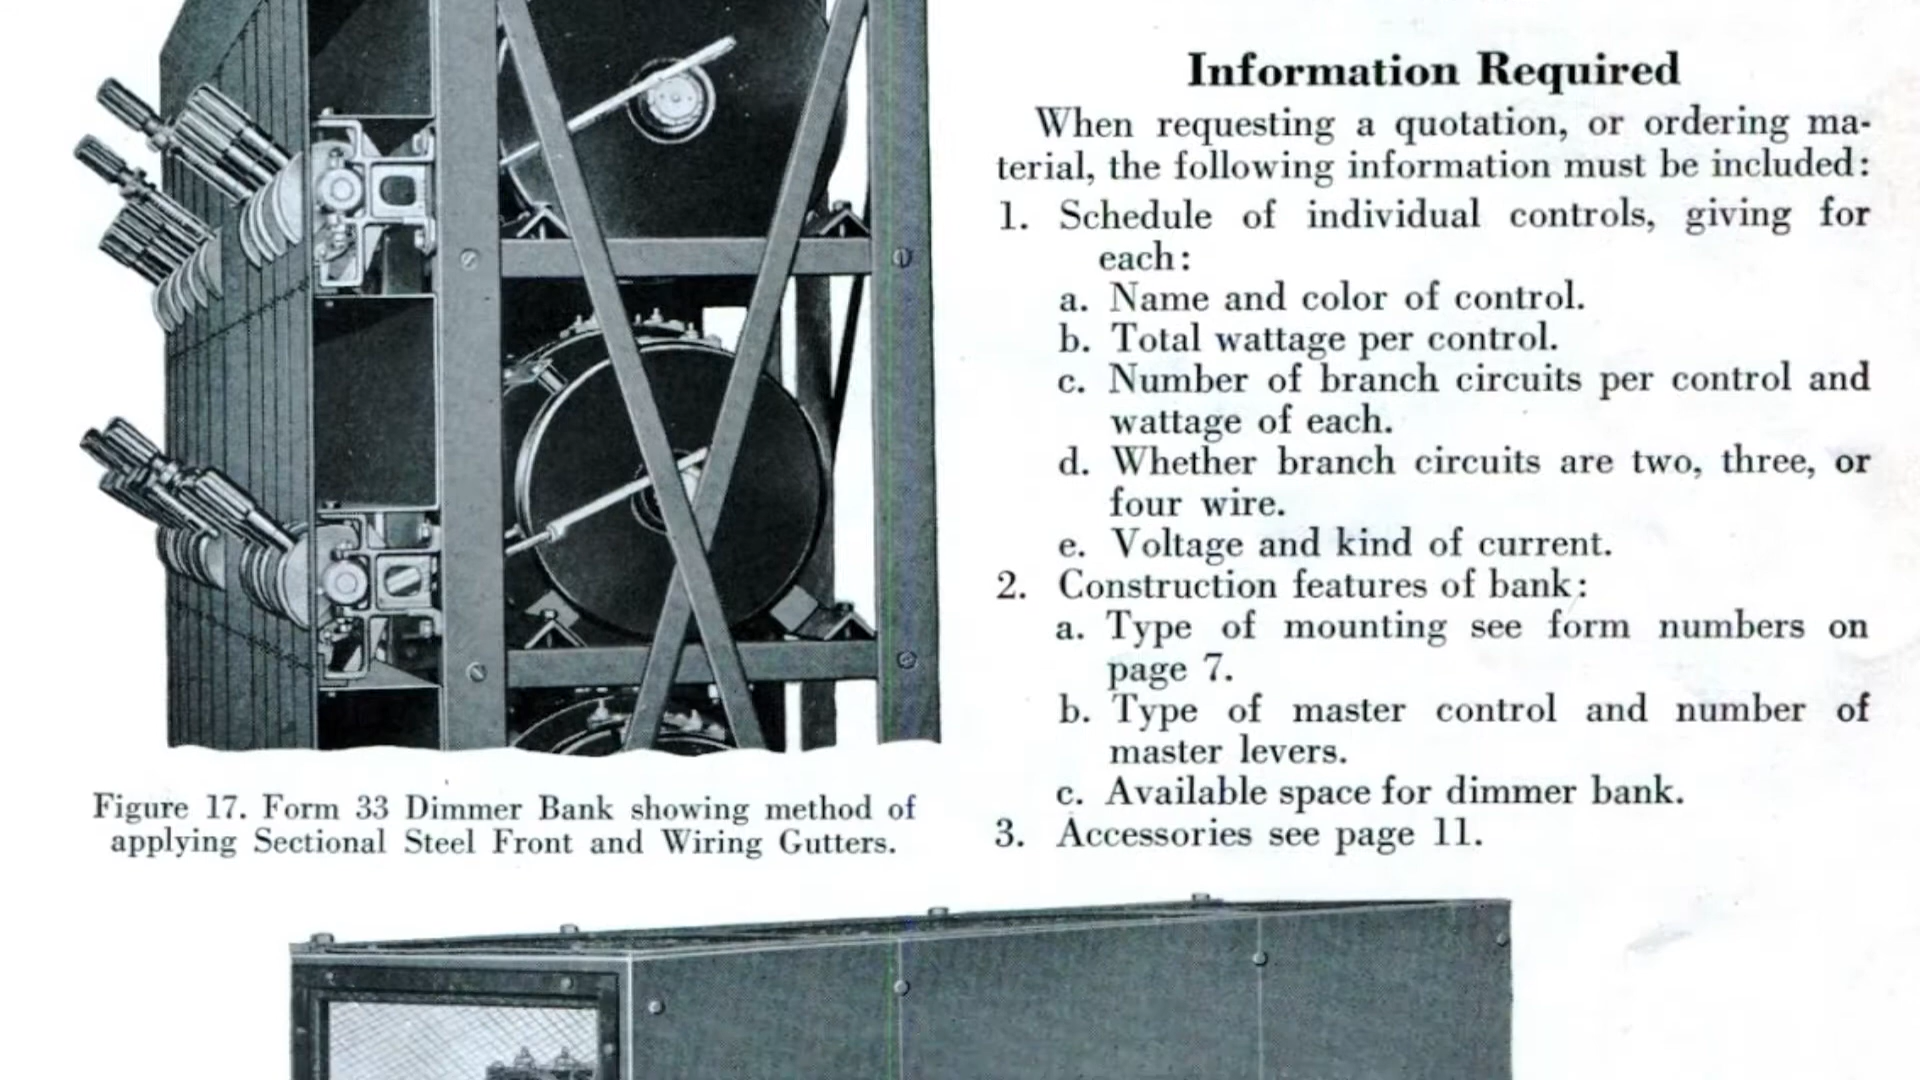 Information Required
When requesting a quotation, or ordering ma-
terial, the following information must be included:
1. Schedule of individual controls, giving for
each:
a. Name and color of control.
b. Total wattage per control.
c. Number of branch circuits per control and
wattage of each.
d. Whether branch circuits are two, three, or
four wire.
e. Voltage and kind of current.
2. Construction features of bank:
a. Type of mounting see form numbers on
page 7.
b. Type of master control and number of
master levers.
c. Available space for dimmer bank.
3. Accessories see page 11.
Figure 17. Form 33 Dimmer Bank showing method of
applying Sectional Steel Front and Wiring Gutters.